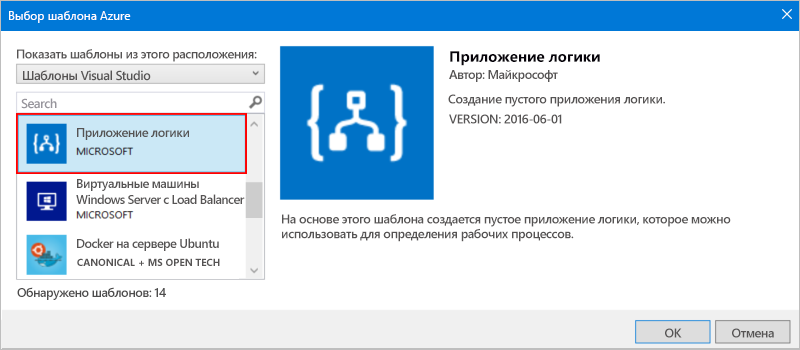 Выбор шаблона Azure
Показать шаблоны из этого расположения:
Шаблоны Visual Studio
Search
Приложение логики
MICROSOFT
Виртуальные машины
Windows Server с Load Balancer
MICROSOFT
Docker на сервере Ubuntu
CANONICAL + MS OPEN TECH
Обнаружено шаблонов: 14
Приложение логики
Автор: Майкрософт
Создание пустого приложения логики.
VERSION: 2016-06-01
На основе этого шаблона создается пустое приложение логики, которое можно
использовать для определения рабочих процессов.
OK
Отмена